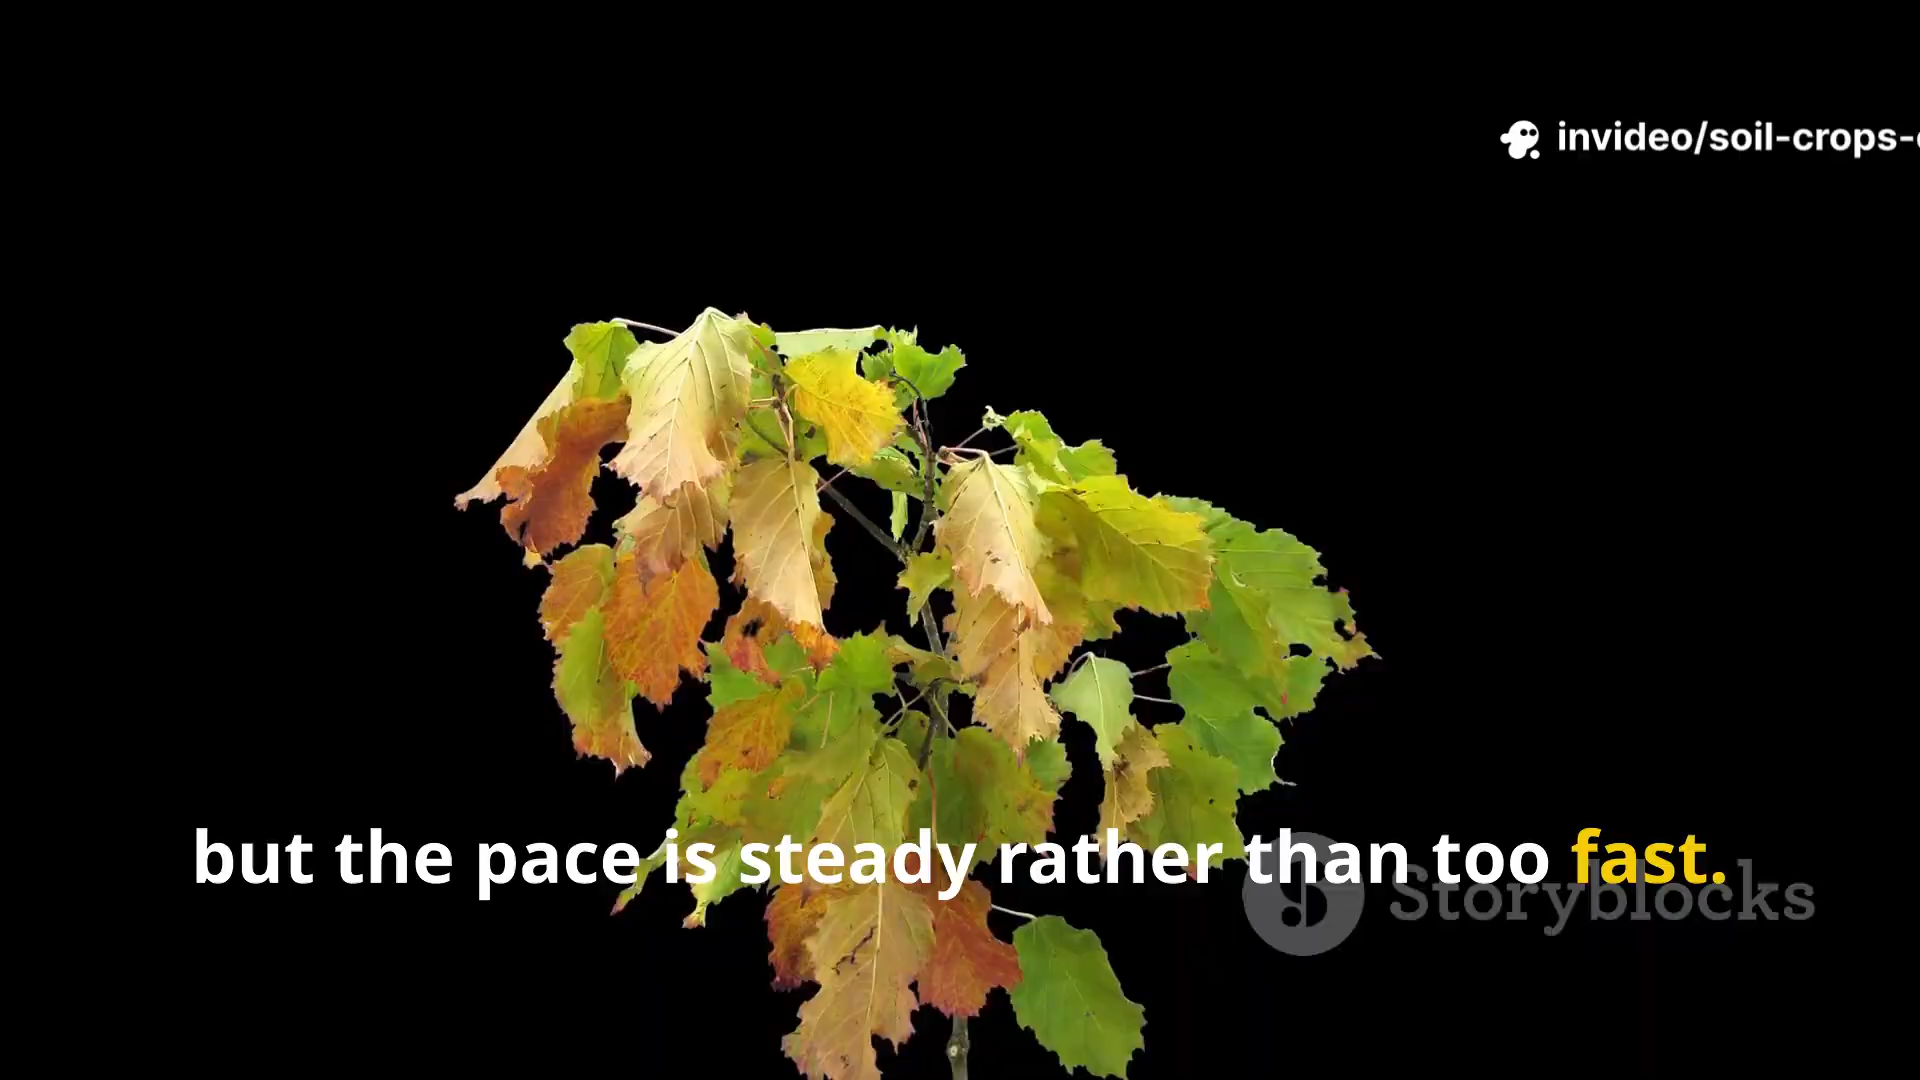 invideo/soil-crops-
but the pace is steady rather than too fast.
Storyblocks